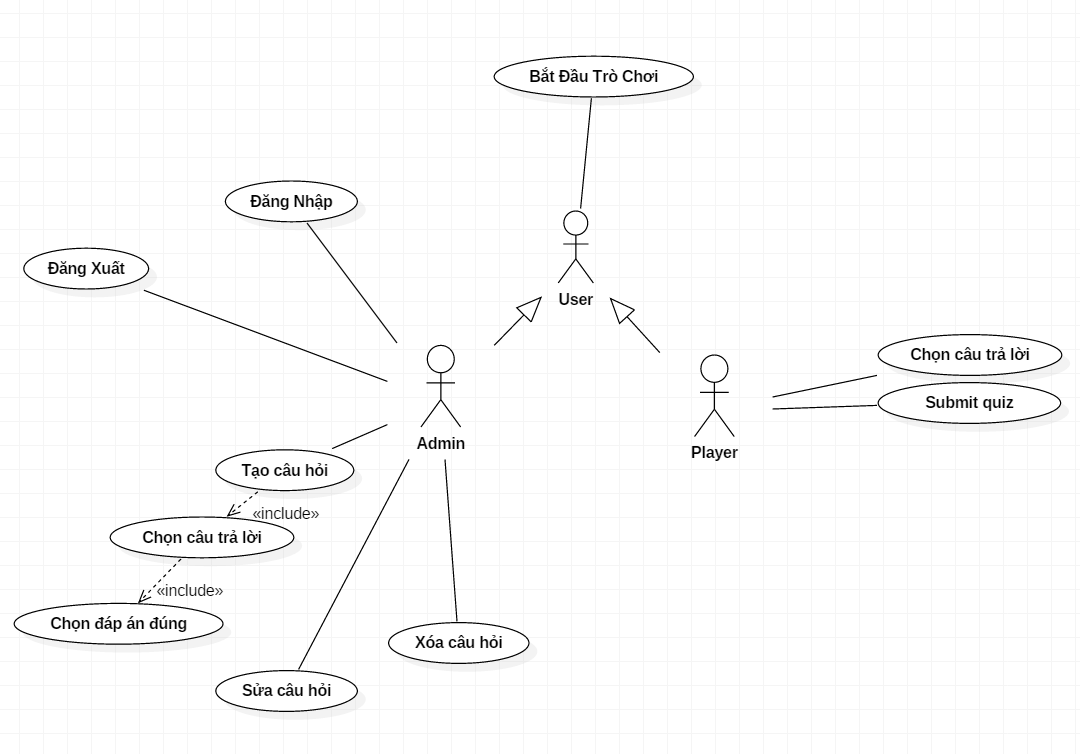 Bắt Đầu Trò Chơi
Đăng Nhập
Đăng Xuất
User
Chọn câu trả lời
Submit quiz
Admin
Player
Tạo câu hỏi
«include»
Chọn câu trả lời
«include»
Chọn đáp án đúng
Xóa câu hỏi
Sửa câu hỏi